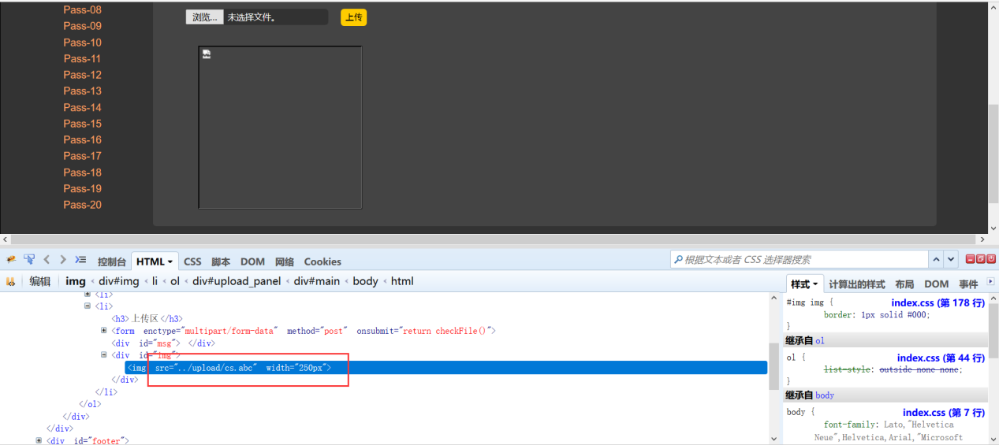 Pass-08
Pass-09
Pass-10
Pass-11
Pass-12
Pass-13
Pass-14
Pass-15
Pass-16
Pass-17
Pass-18
Pass-19
Pass-20
浏览... 未选择文件。 上传
控制台 HTML CSS 脚本 DOM 网络 Cookies 根据文本或者 CSS 选择器搜索
编辑 img < div#img < li < ol < div#upload_panel < div#main < body < html
<li>
<li>
<h3>上传区</h3>
<form enctype="multipart/form-data" method="post" onsubmit="return checkFile()">
<div id="msg"> </div>
<div id="img">
<img src="../upload/cs.abc" width="250px">
</div>
</li>
</ol>
</div>
</div>
<div id="footer">
样式 计算出的样式 布局 DOM 事件
#img img { index.css (第 178 行)
border: 1px solid #000;
}
继承自 ol
ol { index.css (第 44 行)
list-style: outside none none;
}
继承自 body
body { index.css (第 7 行)
font-family: Lato,"Helvetica
Neue",Helvetica,Arial,"Microsoft